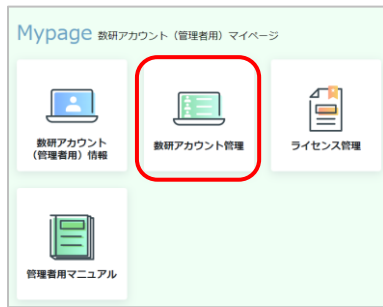 Mypage 数研アカウント（管理者用）マイページ
数研アカウント
（管理者用）情報
数研アカウント管理
ライセンス管理
管理者用マニュアル